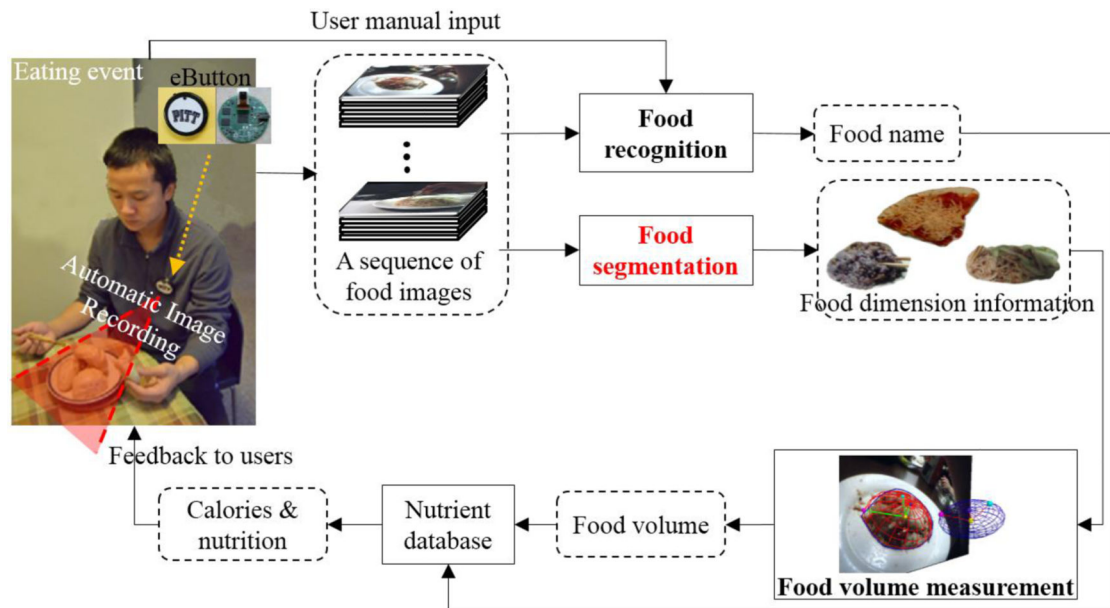 User manual input
Eating event
eButton
PITT
Food
recognition
Food name
A sequence of
food images
Food
segmentation
Food dimension information
Automatic Image
Recording
Feedback to users
Calories &
nutrition
Nutrient
database
Food volume
Food volume measurement